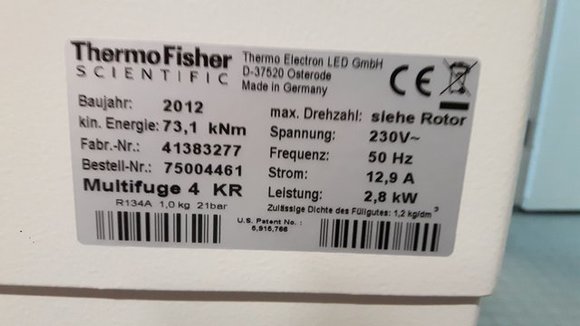 ThermoFisher
SCIENTIFIC
Thermo Electron LED GmbH
D-37520 Osterode
Made in Germany
CE
Baujahr: 2012
kin. Energie: 73,1 kNm
Fabr.-Nr.: 41383277
Bestell-Nr.: 75004461
Multifuge 4 KR
R134A 1,0 kg 21bar
max. Drehzahl: siehe Rotor
Spannung: 230V~
Frequenz: 50 Hz
Strom: 12,9 A
Leistung: 2,8 kW
Zulässige Dichte des Füllgutes: 1,2 kg/dm³
U.S. Patent No.:
6,915,766